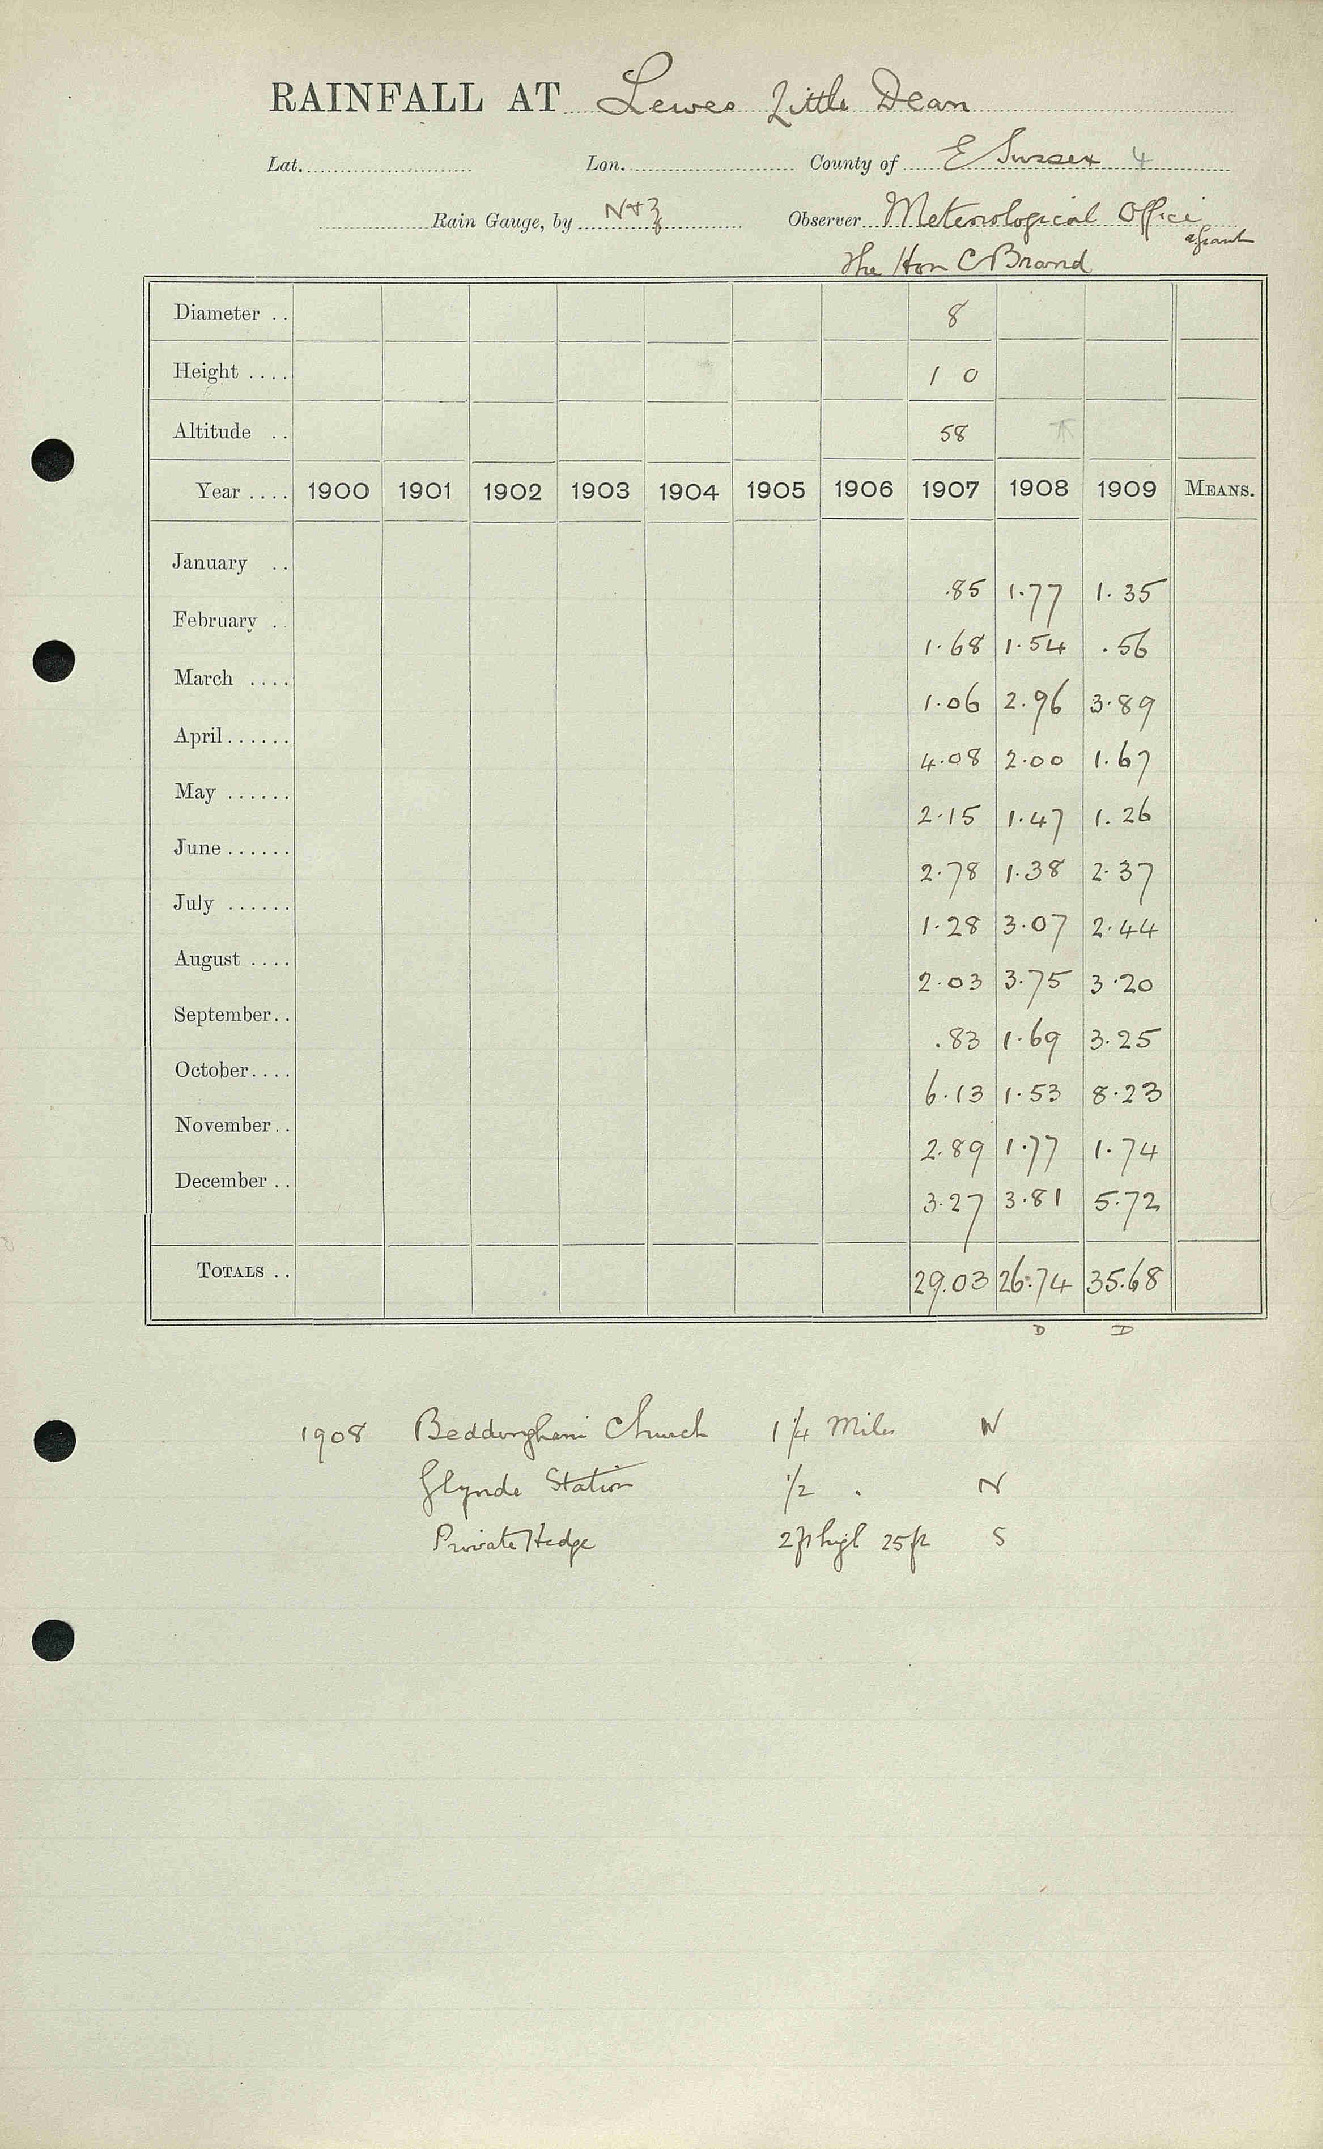 RAINFALL AT Lewes Little Dean
Lat. Lon. County of E Sussex 4
Rain Gauge, by N & Z Observer Meteorological Office
The Hon C Brand
Diameter .. 8
Height .... 1 0
Altitude .. 58
Year .... 1900 1901 1902 1903 1904 1905 1906 1907 1908 1909 MEANS.
January .. .85 1.77 1.35
February .. 1.68 1.54 .56
March .... 1.06 2.96 3.89
April...... 4.08 2.00 1.67
May ...... 2.15 1.47 1.26
June...... 2.78 1.38 2.37
July ...... 1.28 3.07 2.44
August .... 2.03 3.75 3.20
September.. .83 1.69 3.25
October.... 6.13 1.53 8.23
November.. 2.89 1.77 1.74
December .. 3.27 3.81 5.72
TOTALS .. 29.03 26.74 35.68
D D
1908 Beddingham Church 1 1/4 Miles W
Glynde Station 1/2 . N
Private Hedge 2ft high 25ft S